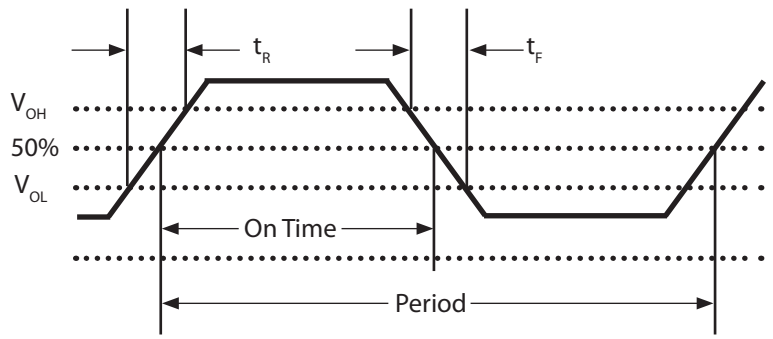 t_R
t_F
V_OH
50%
V_OL
On Time
Period